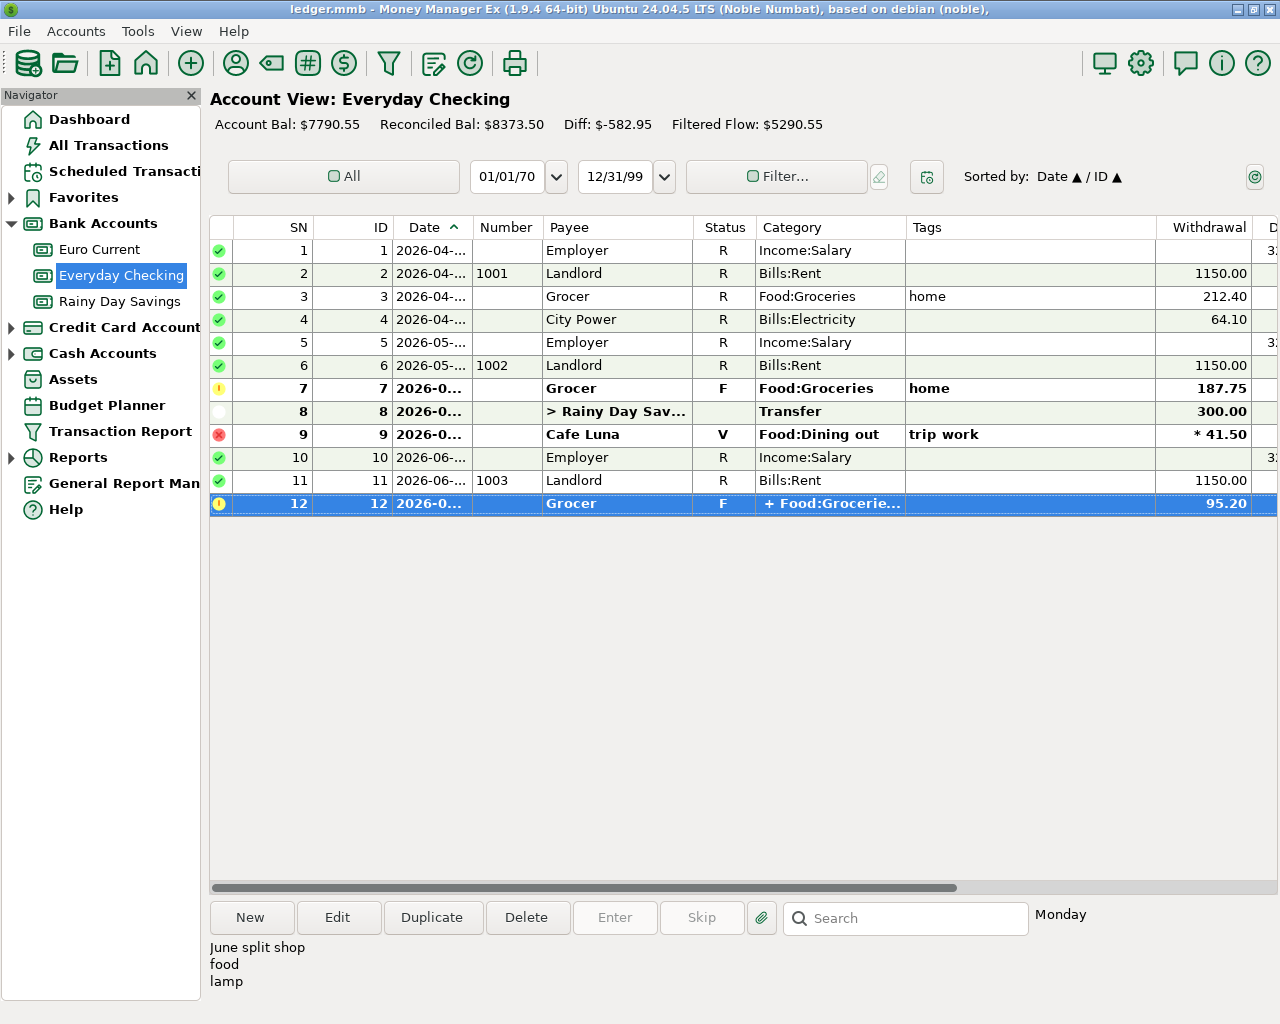 ledger.mmb - Money Manager Ex (1.9.4 64-bit) Ubuntu 24.04.5 LTS (Noble Numbat), based on debian (noble),
File Accounts Tools View Help
Navigator
Dashboard
All Transactions
Scheduled Transacti
Favorites
Bank Accounts
Euro Current
Everyday Checking
Rainy Day Savings
Credit Card Account
Cash Accounts
Assets
Budget Planner
Transaction Report
Reports
General Report Man
Help
Account View: Everyday Checking
Account Bal: $7790.55 Reconciled Bal: $8373.50 Diff: $-582.95 Filtered Flow: $5290.55
All 01/01/70 12/31/99 Filter... Sorted by: Date ▲ / ID ▲
SN ID Date Number Payee Status Category Tags Withdrawal D
1 1 2026-04-... Employer R Income:Salary 32
2 2 2026-04-... 1001 Landlord R Bills:Rent 1150.00
3 3 2026-04-... Grocer R Food:Groceries home 212.40
4 4 2026-04-... City Power R Bills:Electricity 64.10
5 5 2026-05-... Employer R Income:Salary 32
6 6 2026-05-... 1002 Landlord R Bills:Rent 1150.00
7 7 2026-0... Grocer F Food:Groceries home 187.75
8 8 2026-0... > Rainy Day Sav... Transfer 300.00
9 9 2026-0... Cafe Luna V Food:Dining out trip work * 41.50
10 10 2026-06-... Employer R Income:Salary 32
11 11 2026-06-... 1003 Landlord R Bills:Rent 1150.00
12 12 2026-0... Grocer F + Food:Grocerie... 95.20
New Edit Duplicate Delete Enter Skip Search Monday
June split shop
food
lamp